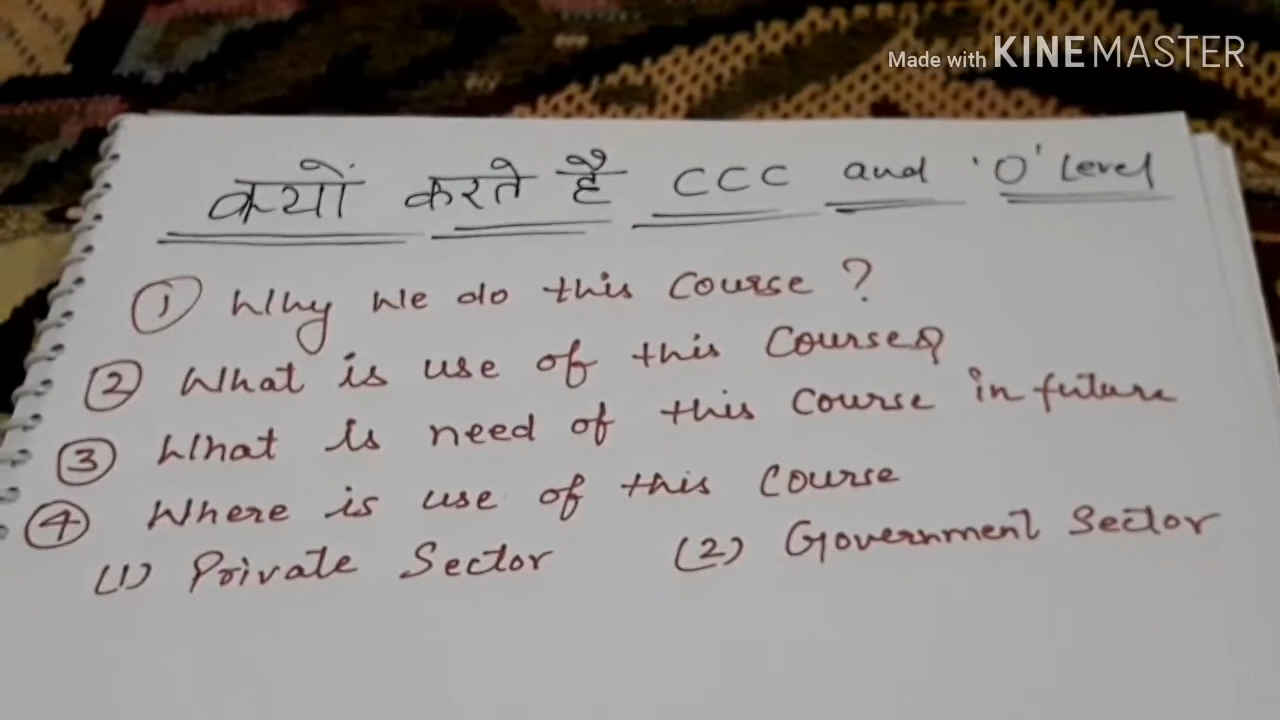 Made with KINEMASTER
क्यों करते है CCC and 'O' Level
① Why we do this Course ?
② What is use of this Course?
③ What is need of this Course in future
④ Where is use of this Course
(1) Private Sector (2) Government Sector